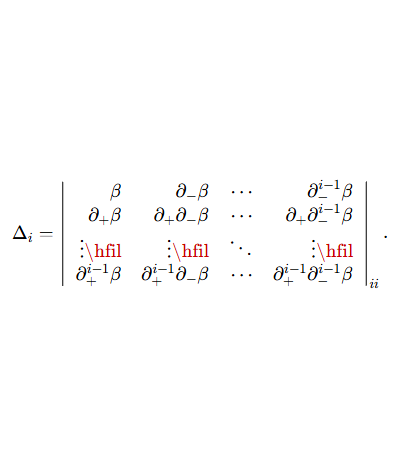 β ∂₋β ⋯ ∂₋^{i−1}β
∂₊β ∂₊∂₋β ⋯ ∂₊∂₋^{i−1}β
Δ_i = | ⋮\hfil ⋮\hfil ⋱ ⋮\hfil | .
∂₊^{i−1}β ∂₊^{i−1}∂₋β ⋯ ∂₊^{i−1}∂₋^{i−1}β
ii